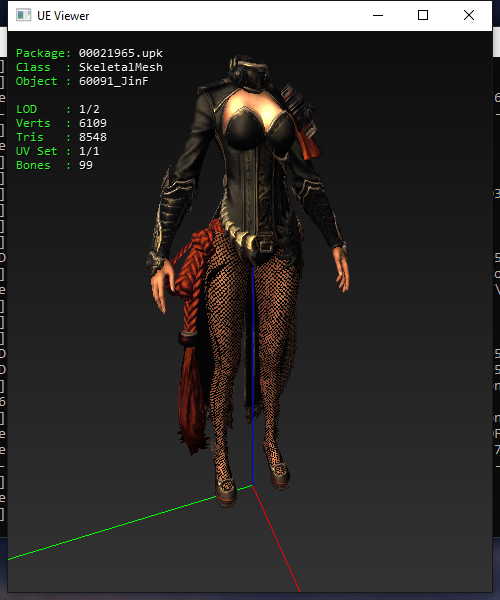 UE Viewer
Package: 00021965.upk
Class : SkeletalMesh
Object : 60091_JinF
LOD : 1/2
Verts : 6109
Tris : 8548
UV Set : 1/1
Bones : 99